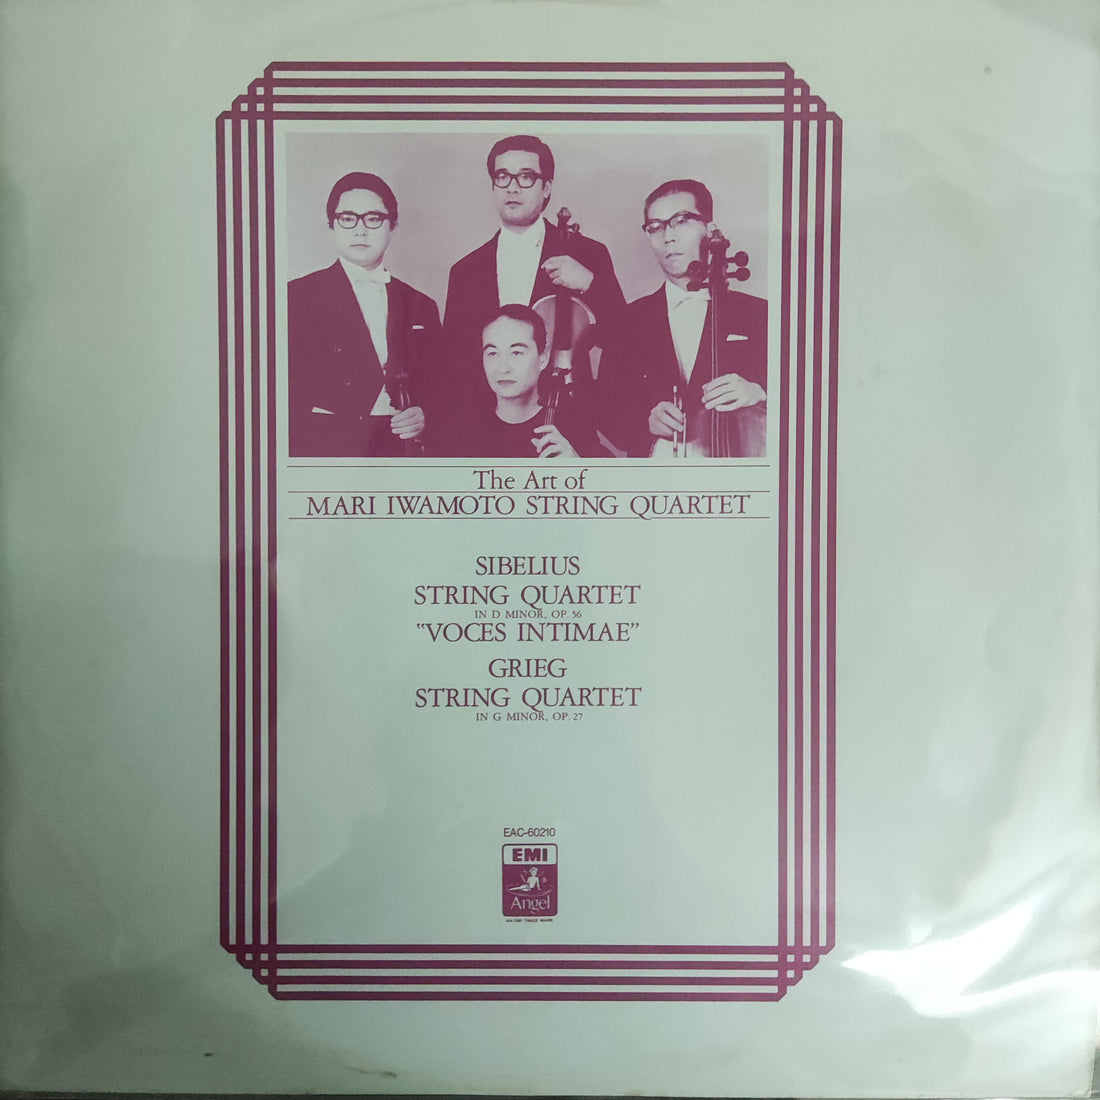 The Art of
MARI IWAMOTO STRING QUARTET
SIBELIUS
STRING QUARTET
IN D MINOR, OP. 56
"VOCES INTIMAE"
GRIEG
STRING QUARTET
IN G MINOR, OP. 27
EAC-60210
EMI
Angel
AN EMI TRADE MARK